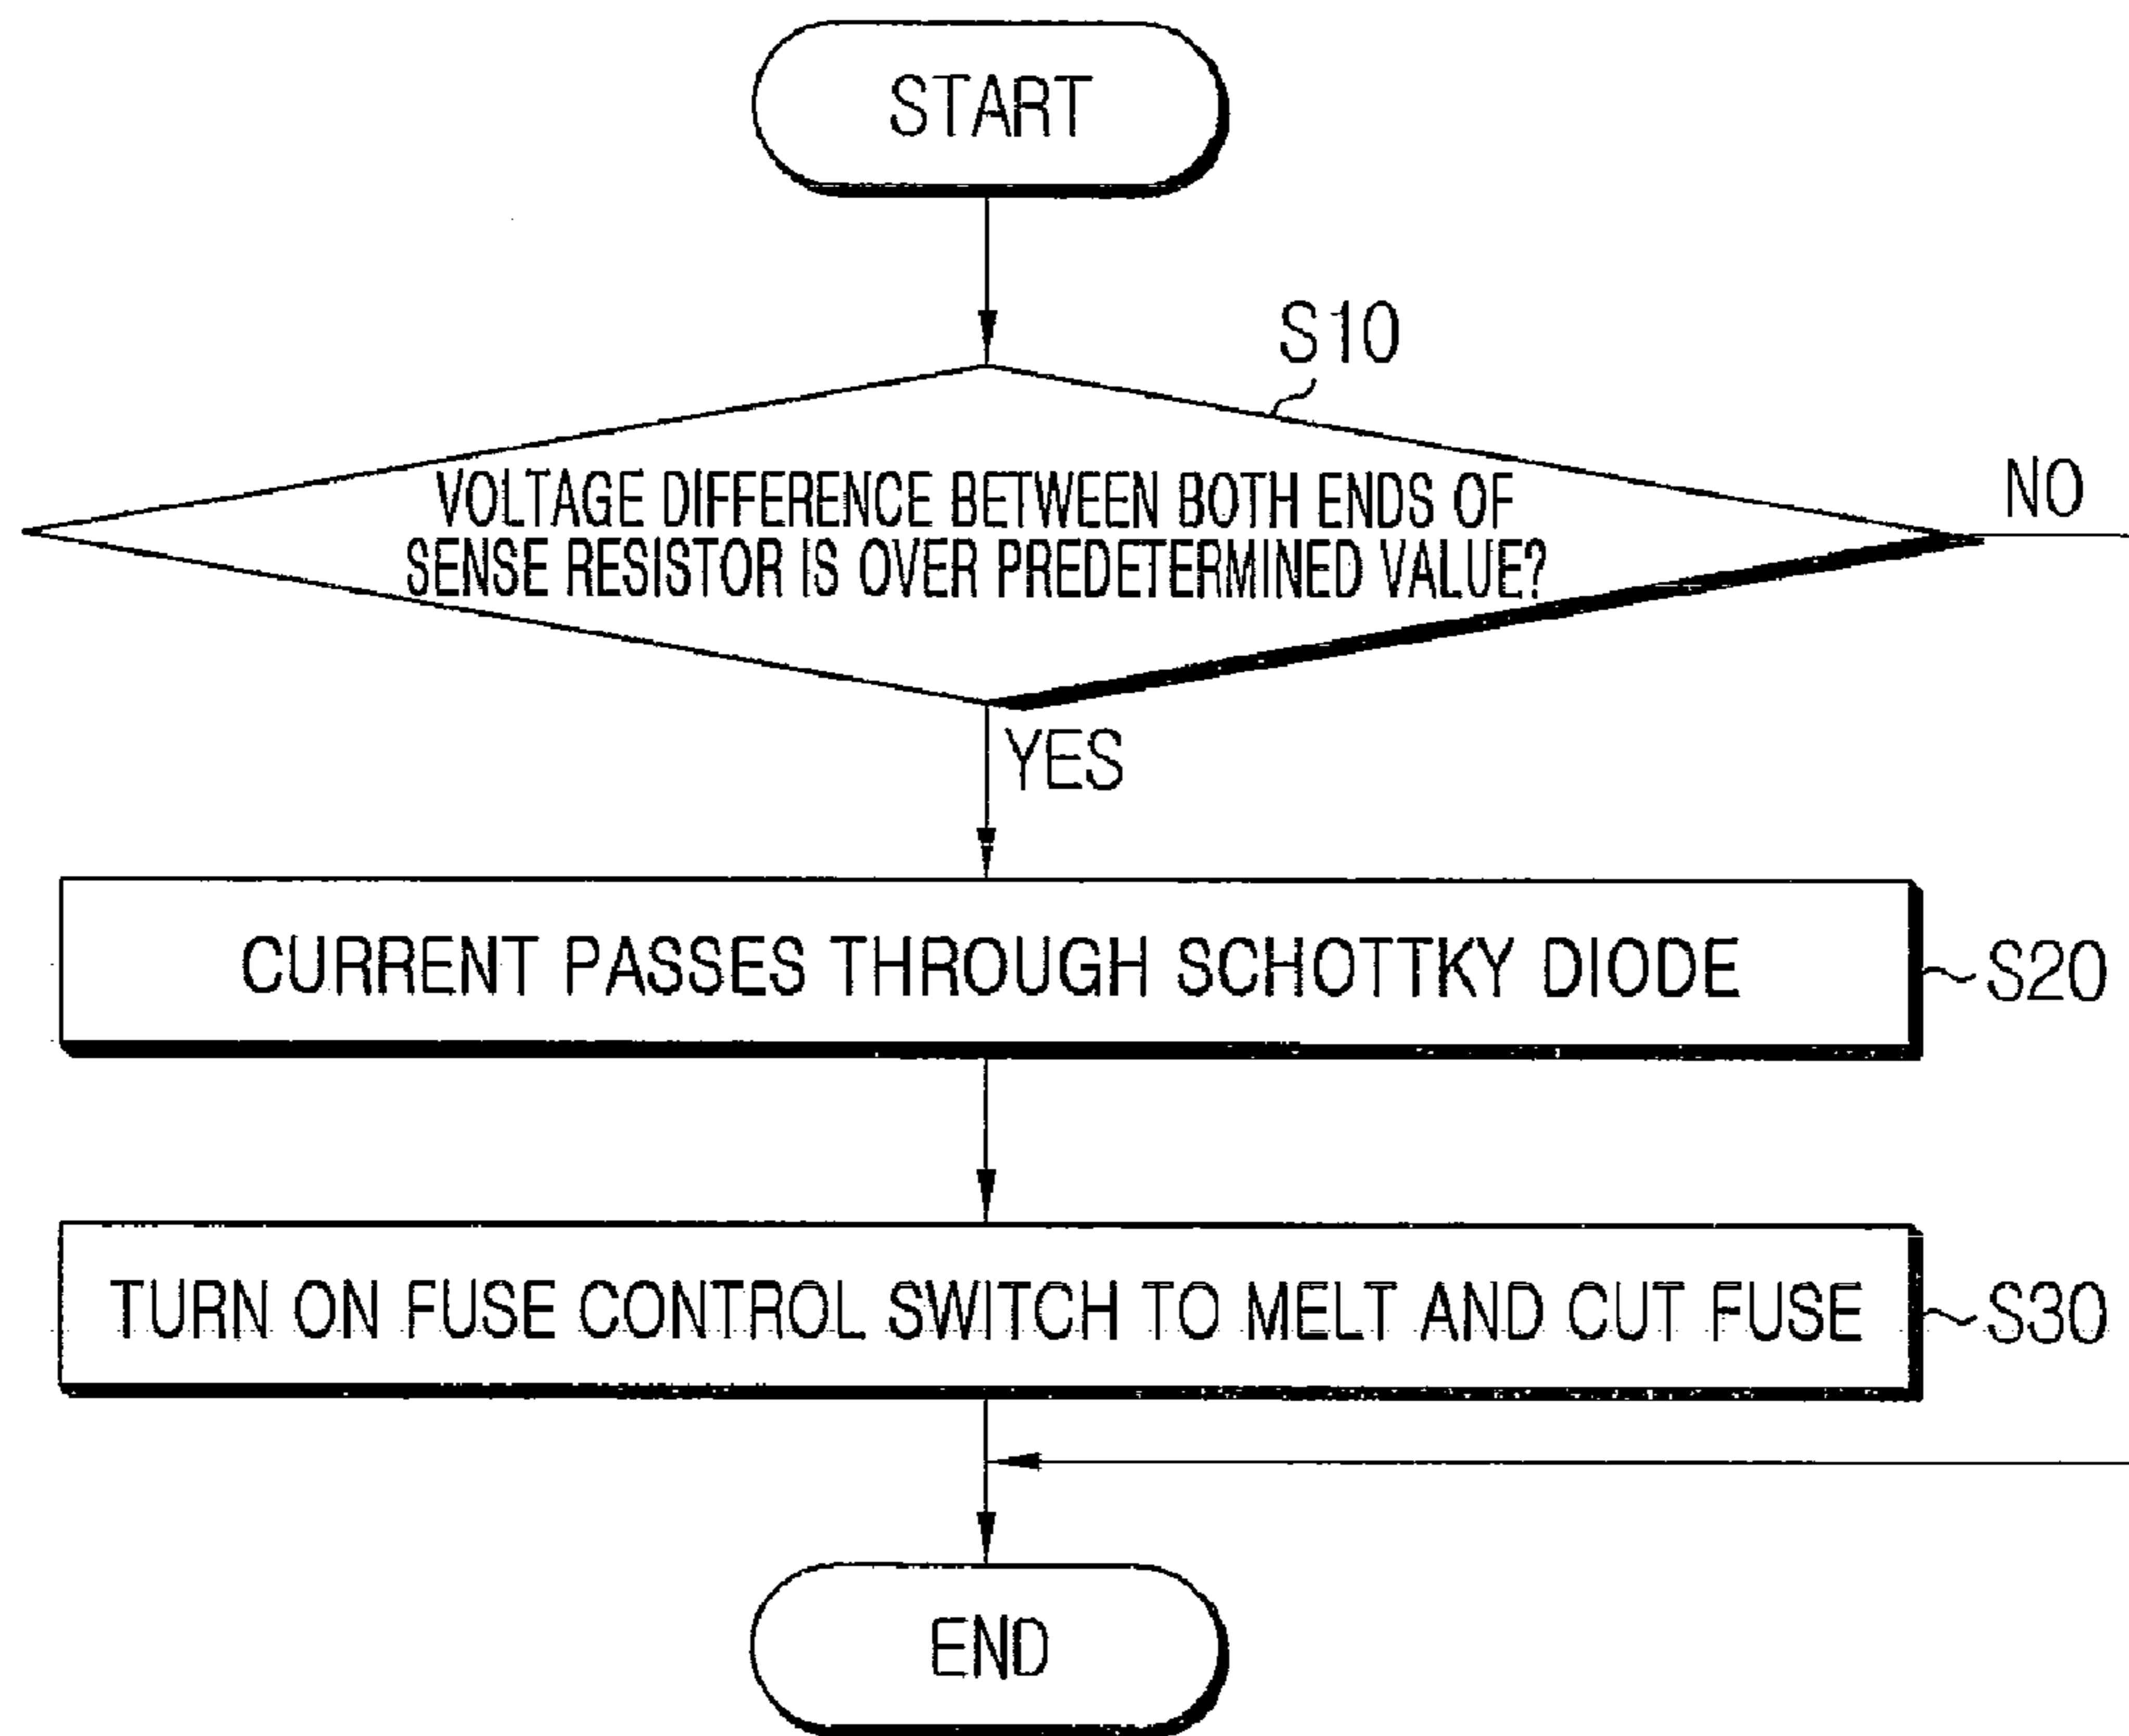 START
S10
VOLTAGE DIFFERENCE BETWEEN BOTH ENDS OF
SENSE RESISTOR IS OVER PREDETERMINED VALUE?
NO
YES
CURRENT PASSES THROUGH SCHOTTKY DIODE
S20
TURN ON FUSE CONTROL SWITCH TO MELT AND CUT FUSE
S30
END